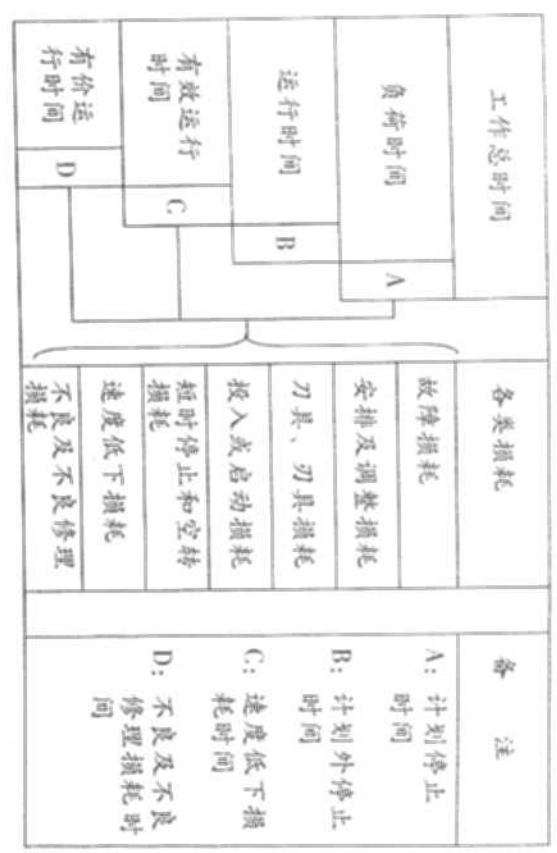 工作总时间
负荷时间
A
运行时间
B
有效运行
时间
C
有价运
行时间
D
各类损耗
故障损耗
安排及调整损耗
刀具、刃具损耗
投入或启动损耗
短时停止和空转
损耗
速度低下损耗
不良及不良修理
损耗
备 注
A: 计划停止
时间
B: 计划外停止
时间
C: 速度低下损
耗时间
D: 不良及不良
修理损耗时
间